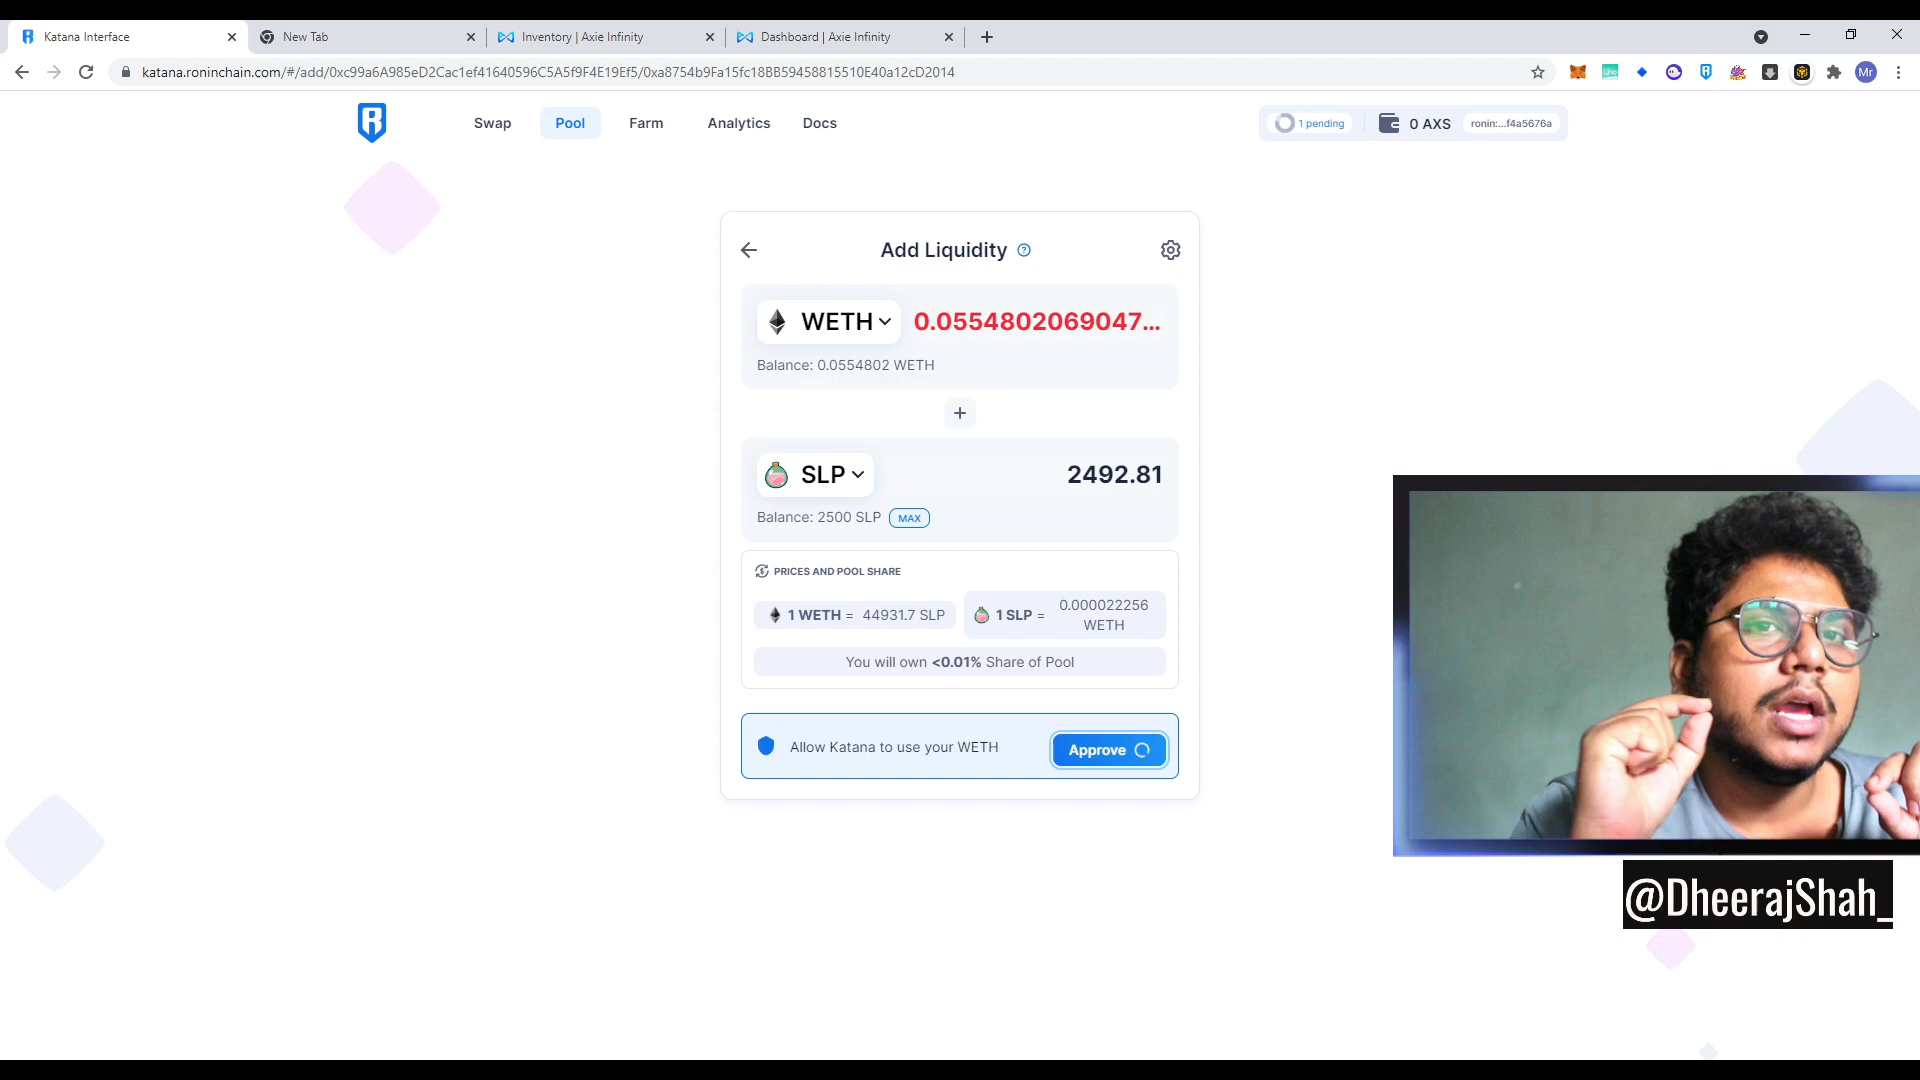 Katana Interface
New Tab
Inventory | Axie Infinity
Dashboard | Axie Infinity
katana.roninchain.com/#/add/0xc99a6A985eD2Cac1ef41640596C5A5f9F4E19Ef5/0xa8754b9Fa15fc18BB59458815510E40a12cD2014
Mr
Swap
Pool
Farm
Analytics
Docs
1 pending
0 AXS
ronin:...f4a5676a
Add Liquidity
WETH
0.0554802069047...
Balance: 0.0554802 WETH
+
SLP
2492.81
Balance: 2500 SLP
MAX
PRICES AND POOL SHARE
1 WETH = 44931.7 SLP
1 SLP =
0.000022256
WETH
You will own <0.01% Share of Pool
Allow Katana to use your WETH
Approve
@DheerajShah_